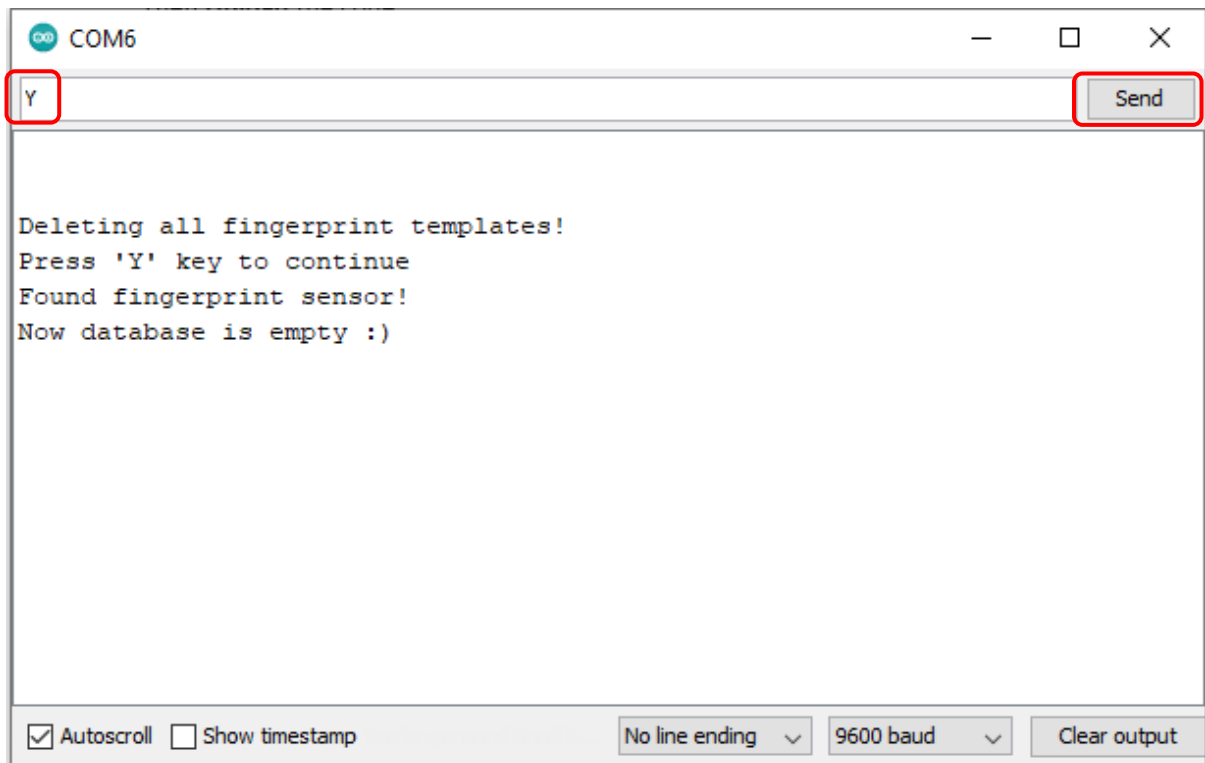 COM6
Y
Send
Deleting all fingerprint templates!
Press 'Y' key to continue
Found fingerprint sensor!
Now database is empty :)
Autoscroll Show timestamp No line ending 9600 baud Clear output